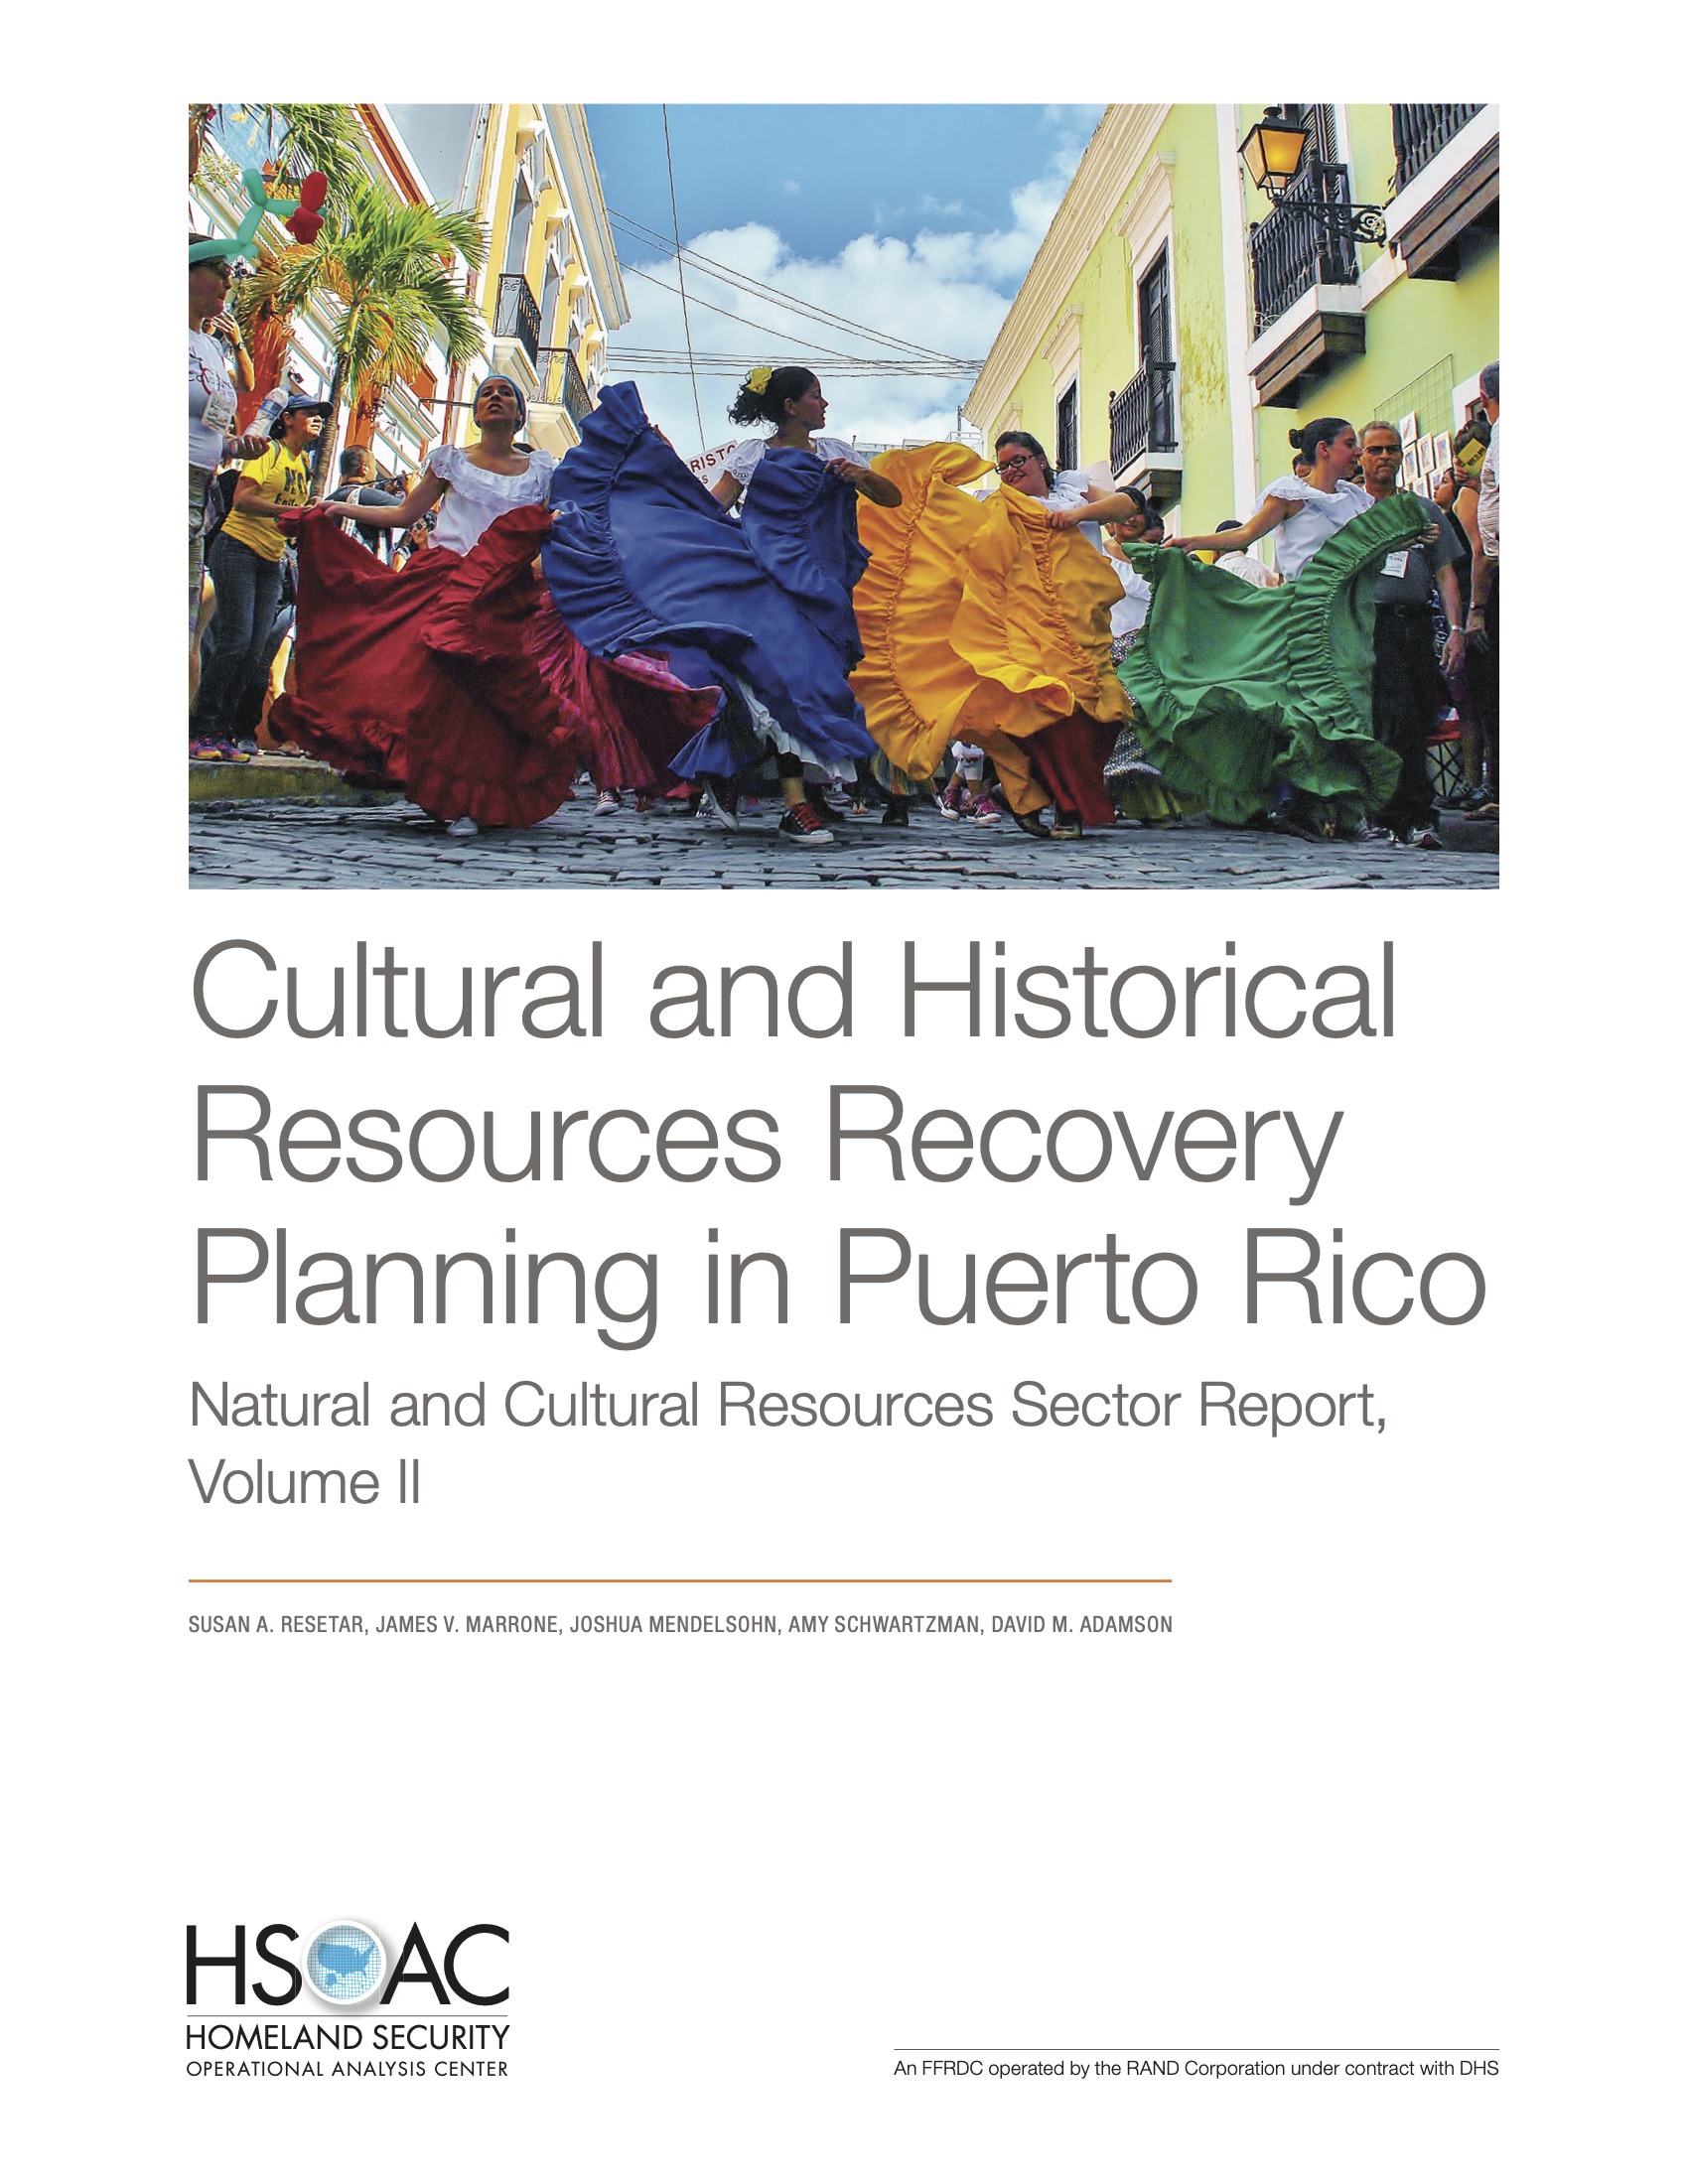 RISTO
S
Cultural and Historical
Resources Recovery
Planning in Puerto Rico
Natural and Cultural Resources Sector Report,
Volume II
SUSAN A. RESETAR, JAMES V. MARRONE, JOSHUA MENDELSOHN, AMY SCHWARTZMAN, DAVID M. ADAMSON
HSOAC
HOMELAND SECURITY
OPERATIONAL ANALYSIS CENTER
An FFRDC operated by the RAND Corporation under contract with DHS